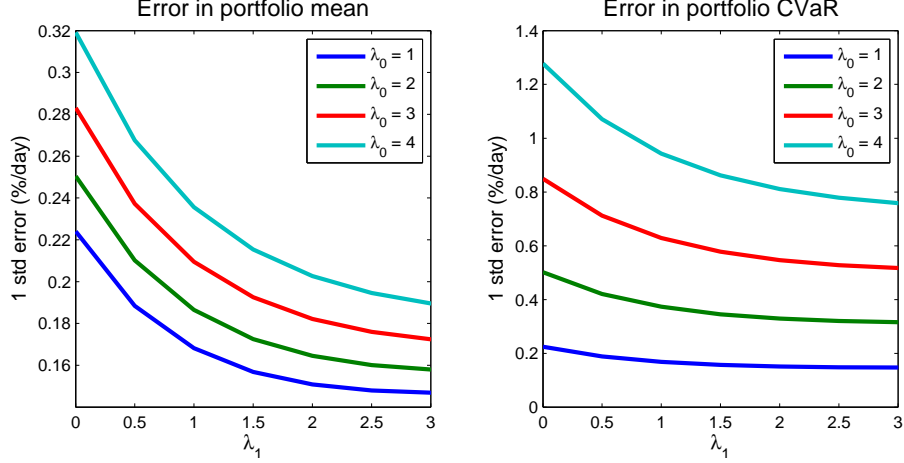 Error in portfolio mean
0.32
0.3
0.28
0.26
0.24
0.22
0.2
0.18
0.16
1 std error (%/day)
λ0 = 1
λ0 = 2
λ0 = 3
λ0 = 4
0 0.5 1 1.5 2 2.5 3
λ1
Error in portfolio CVaR
1.4
1.2
1
0.8
0.6
0.4
0.2
0
1 std error (%/day)
λ0 = 1
λ0 = 2
λ0 = 3
λ0 = 4
0 0.5 1 1.5 2 2.5 3
λ1